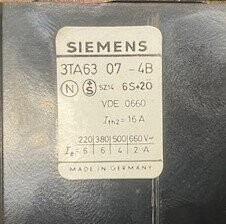 SIEMENS
3TA63 07 - 4B
N S SZ14 6S+2Ö
VDE 0660
Ith2 = 16 A
220 380 500 660 V~
Ie = 6 6 4 2 A
MADE IN GERMANY